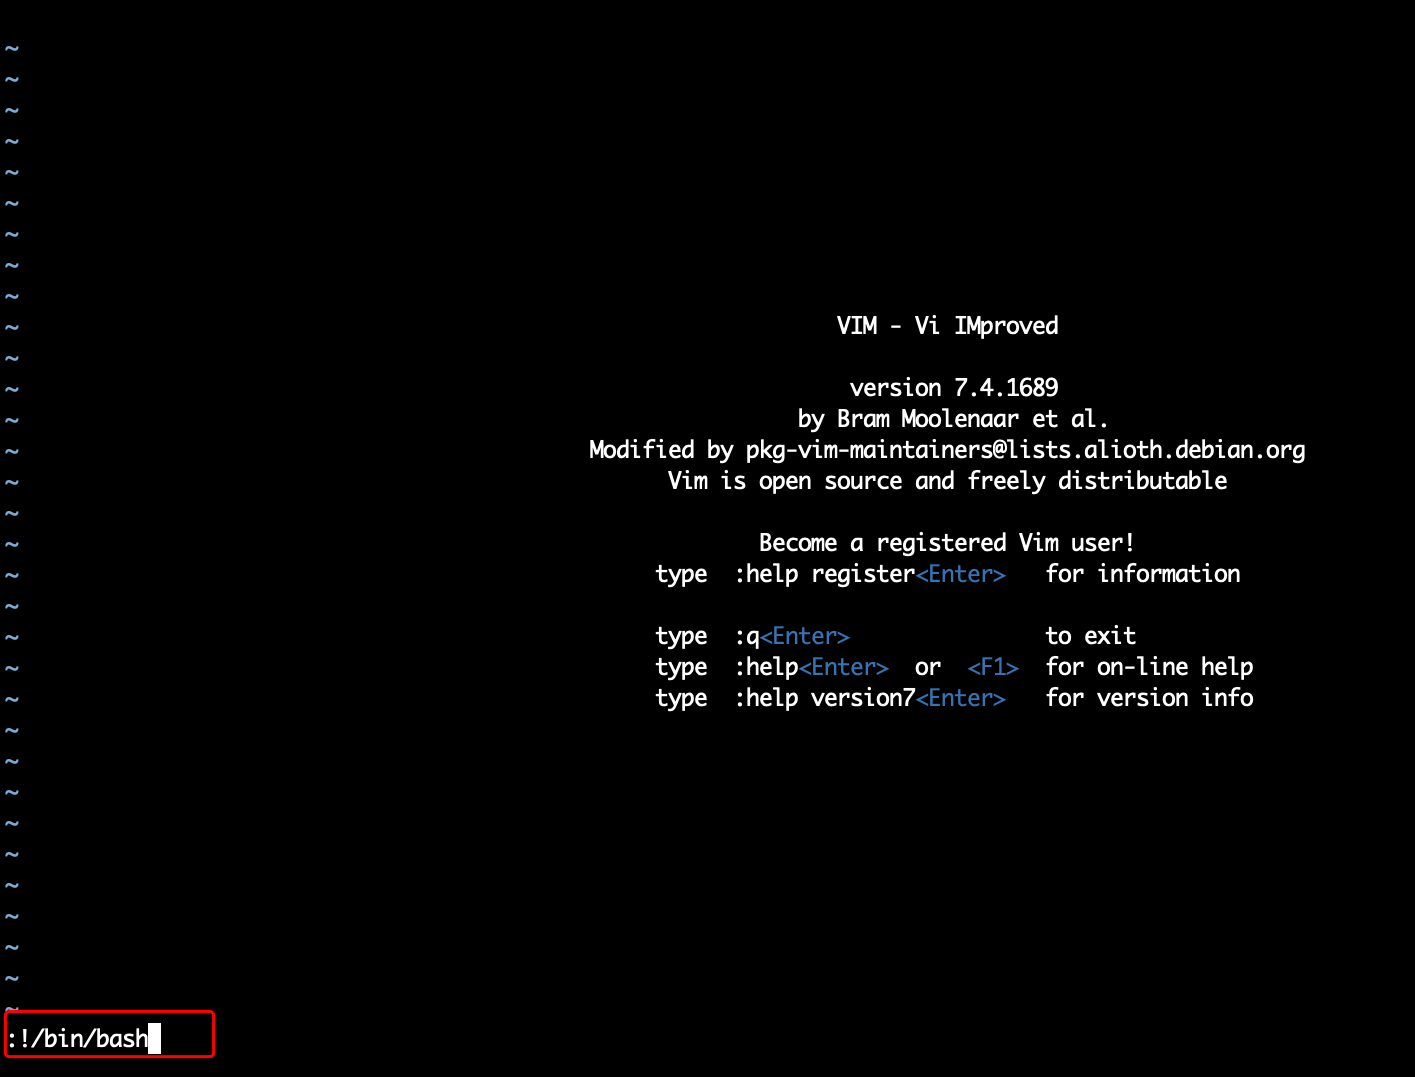 ~
~
~
~
~
~
~
~
~
~ VIM - Vi IMproved
~
~ version 7.4.1689
~ by Bram Moolenaar et al.
~ Modified by pkg-vim-maintainers@lists.alioth.debian.org
~ Vim is open source and freely distributable
~
~ Become a registered Vim user!
~ type :help register<Enter> for information
~
~ type :q<Enter> to exit
~ type :help<Enter> or <F1> for on-line help
~ type :help version7<Enter> for version info
~
~
~
~
~
~
~
~
~
~
:!/bin/bash